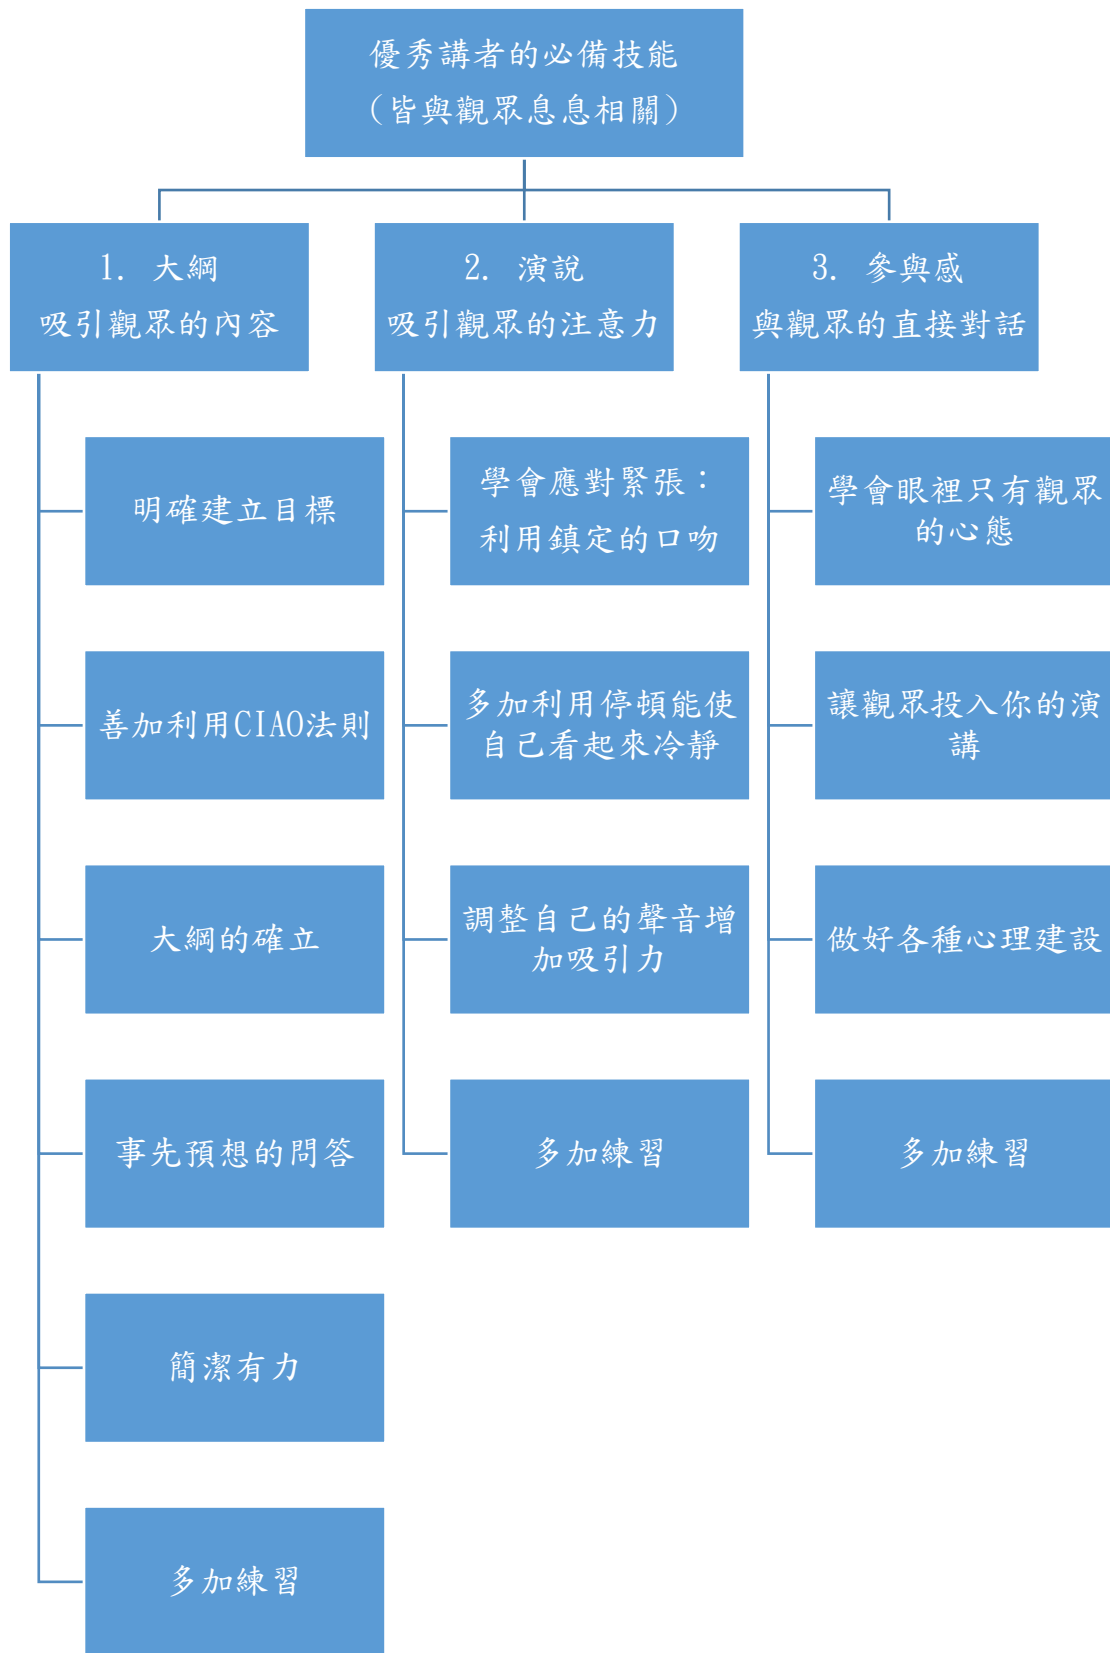 優秀講者的必備技能
(皆與觀眾息息相關)
1. 大綱
吸引觀眾的內容
明確建立目標
善加利用CIAO法則
大綱的確立
事先預想的問答
簡潔有力
多加練習
2. 演說
吸引觀眾的注意力
學會應對緊張：
利用鎮定的口吻
多加利用停頓能使
自己看起來冷靜
調整自己的聲音增
加吸引力
多加練習
3. 參與感
與觀眾的直接對話
學會眼裡只有觀眾
的心態
讓觀眾投入你的演
講
做好各種心理建設
多加練習